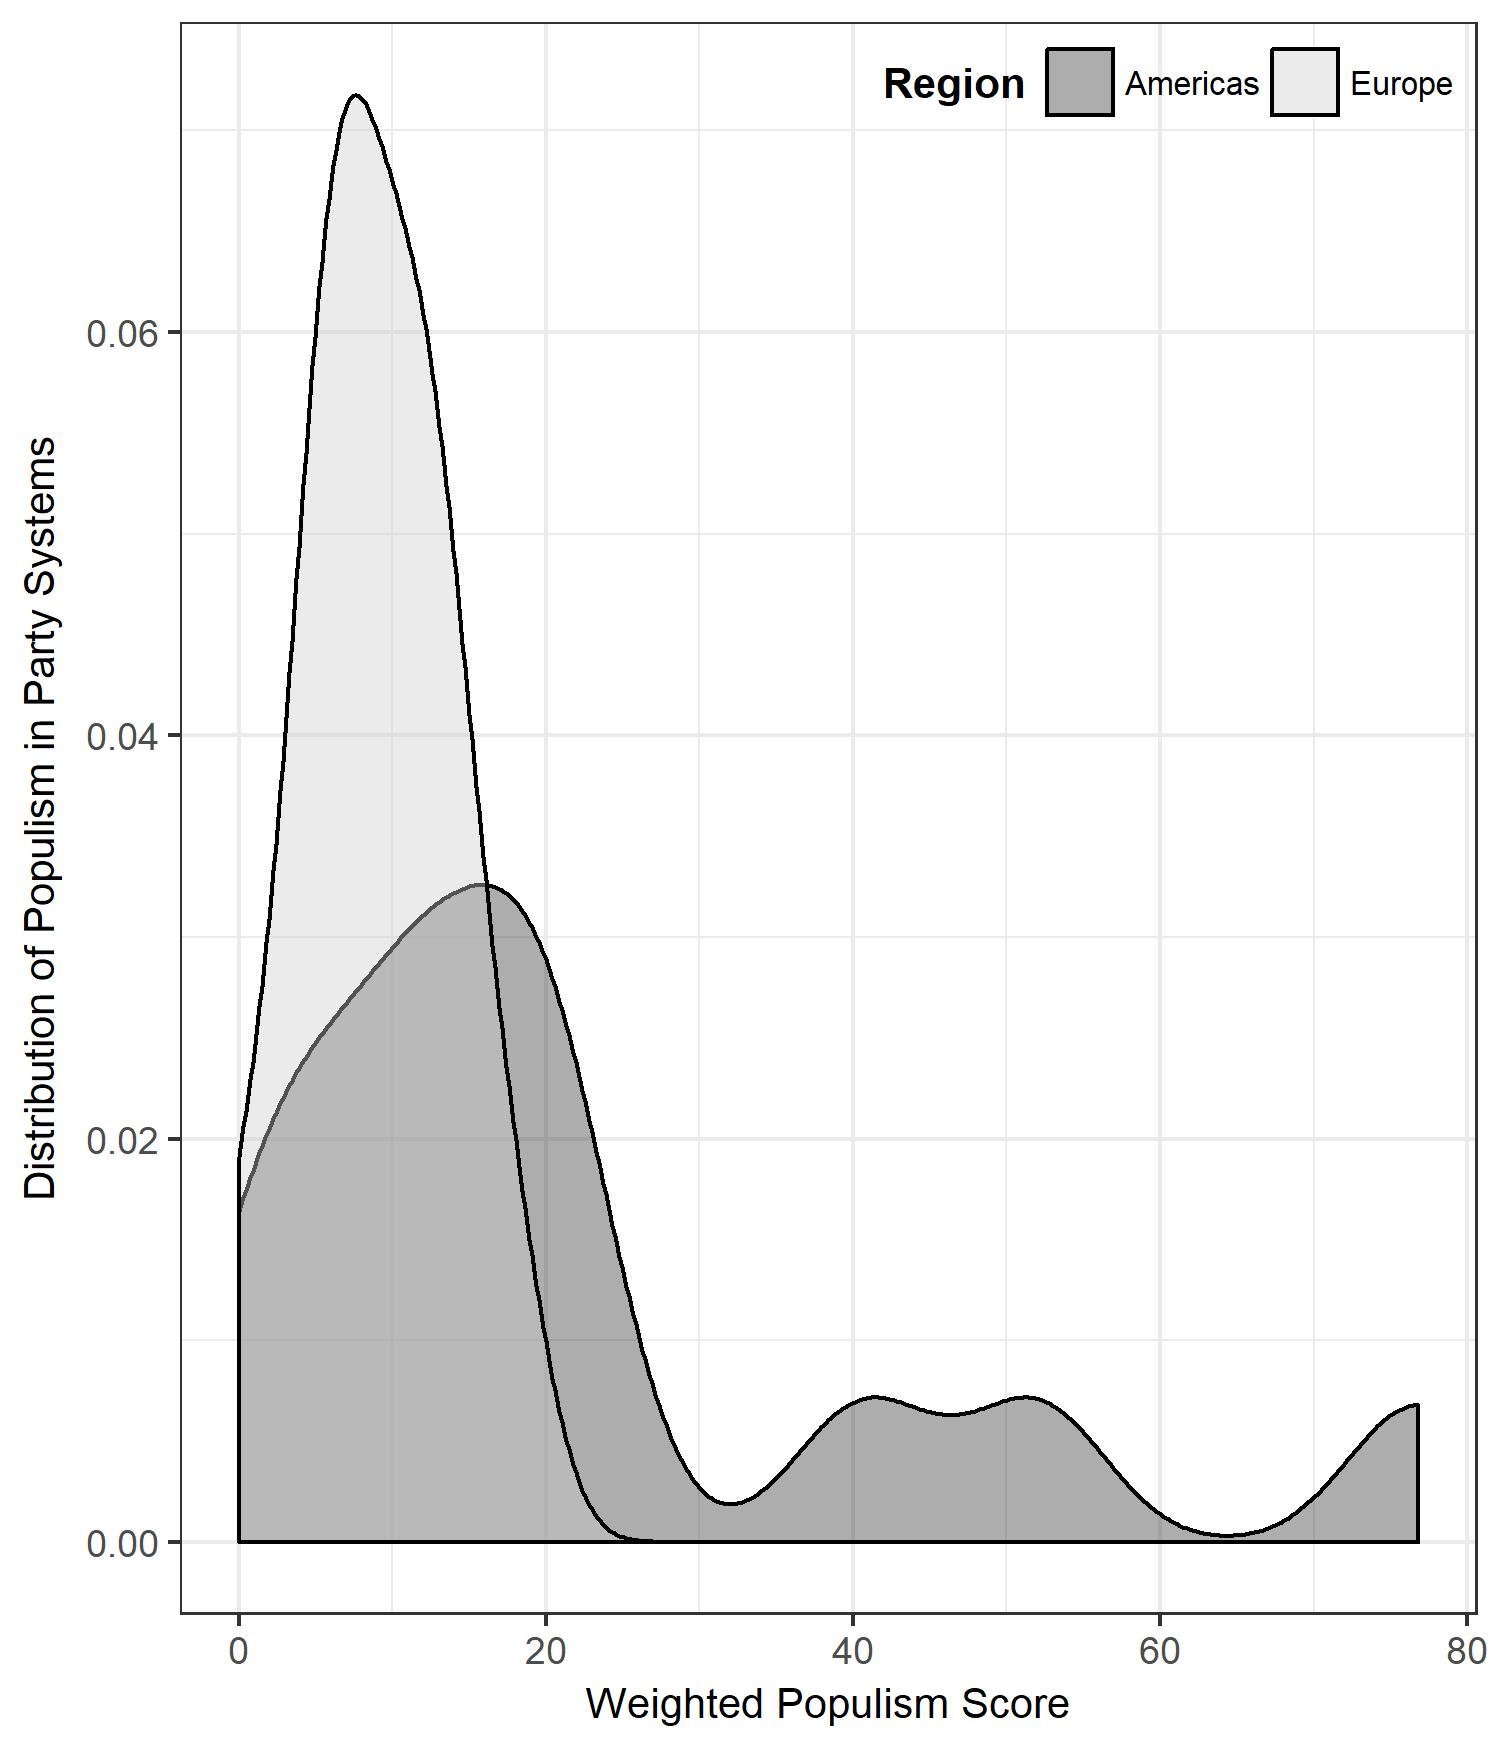 Region Americas Europe
0.06
0.04
0.02
0.00
Distribution of Populism in Party Systems
0 20 40 60 80
Weighted Populism Score